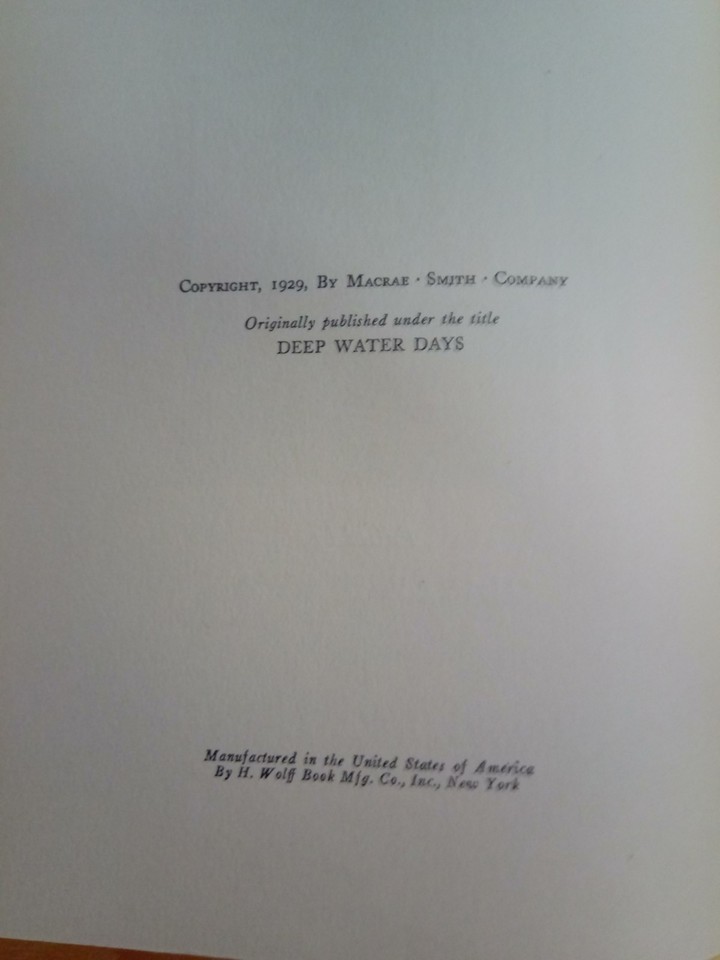 COPYRIGHT, 1929, BY MACRAE · SMITH · COMPANY
Originally published under the title
DEEP WATER DAYS
Manufactured in the United States of America
By H. Wolff Book Mfg. Co., Inc., New York